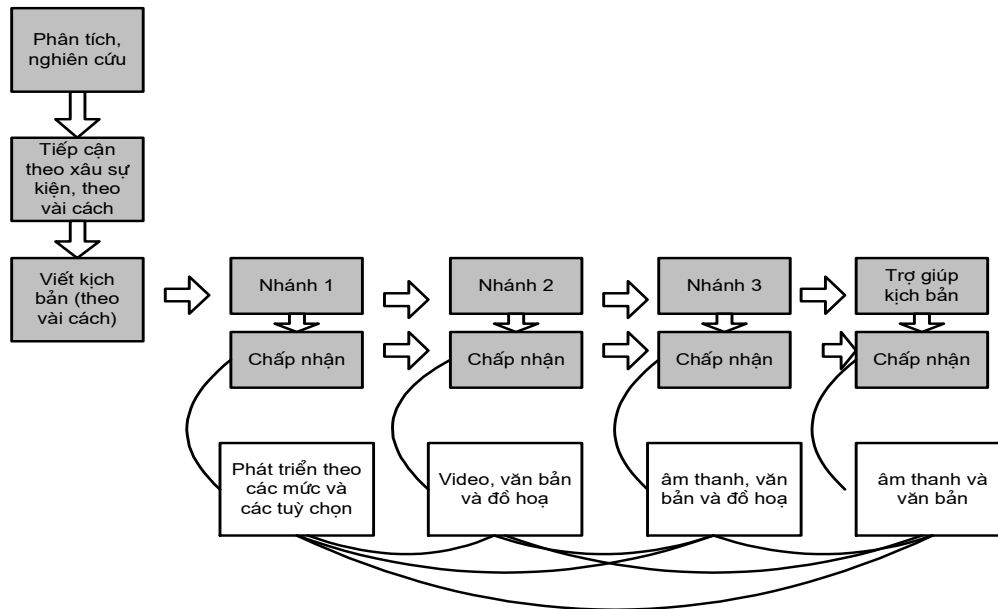 Phân tích,
nghiên cứu
Tiếp cận
theo xâu sự
kiện, theo
vài cách
Viết kịch
bản (theo
vài cách)
Nhánh 1
Nhánh 2
Nhánh 3
Trợ giúp
kịch bản
Chấp nhận
Chấp nhận
Chấp nhận
Chấp nhận
Phát triển theo
các mức và
các tuỳ chọn
Video, văn bản
và đồ hoạ
âm thanh, văn
bản và đồ hoạ
âm thanh và
văn bản